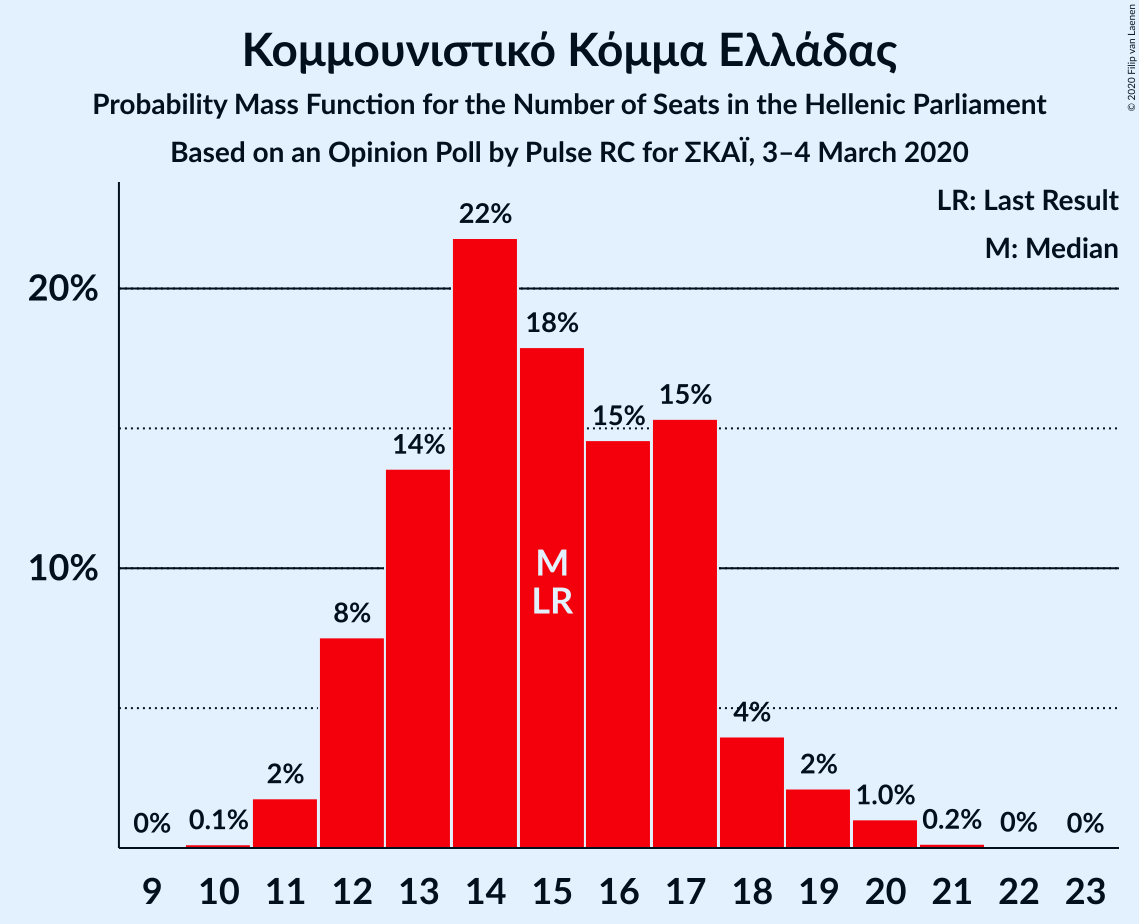 Κομμουνιστικό Κόμμα Ελλάδας
Probability Mass Function for the Number of Seats in the Hellenic Parliament
Based on an Opinion Poll by Pulse RC for ΣΚΑΪ, 3–4 March 2020
© 2020 Filip van Laenen
LR: Last Result
M: Median
22%
20%
18%
15%
15%
14%
10%
M
LR
8%
4%
2%
2%
1.0%
0% 0.1% 0.2% 0% 0%
9 10 11 12 13 14 15 16 17 18 19 20 21 22 23